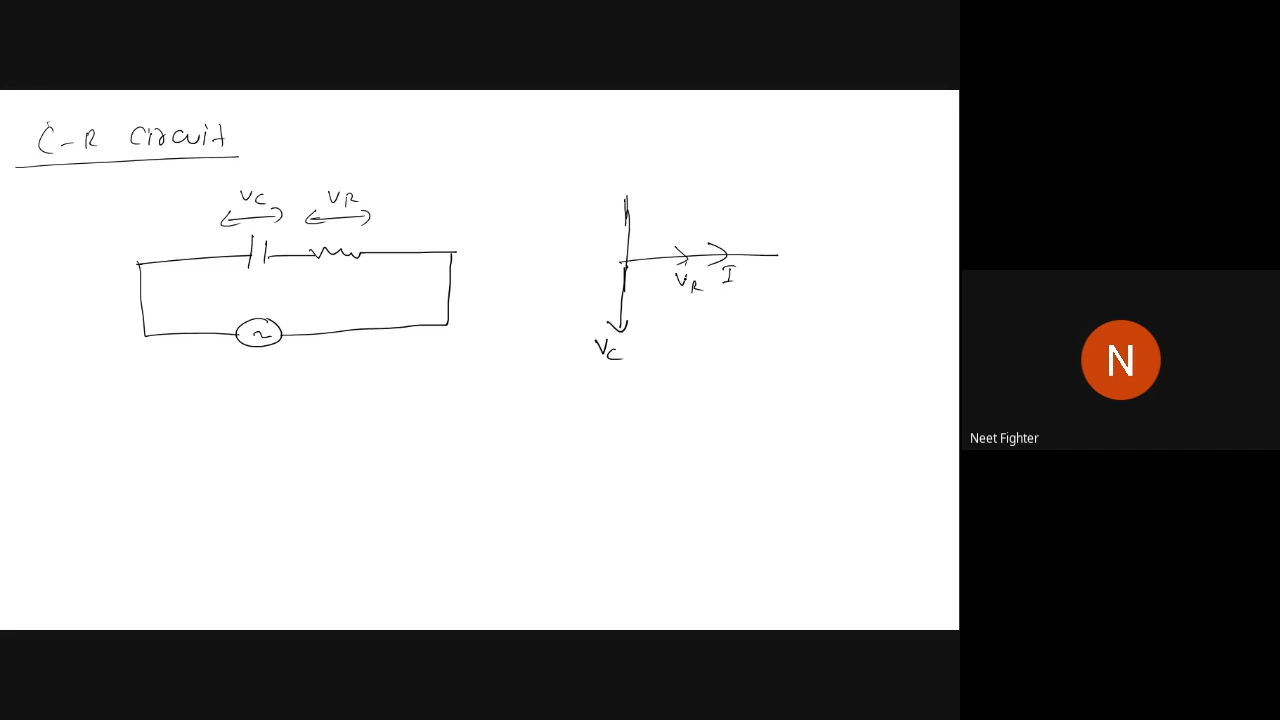 C-R Circuit
VC VR
VR I
VC
N
Neet Fighter